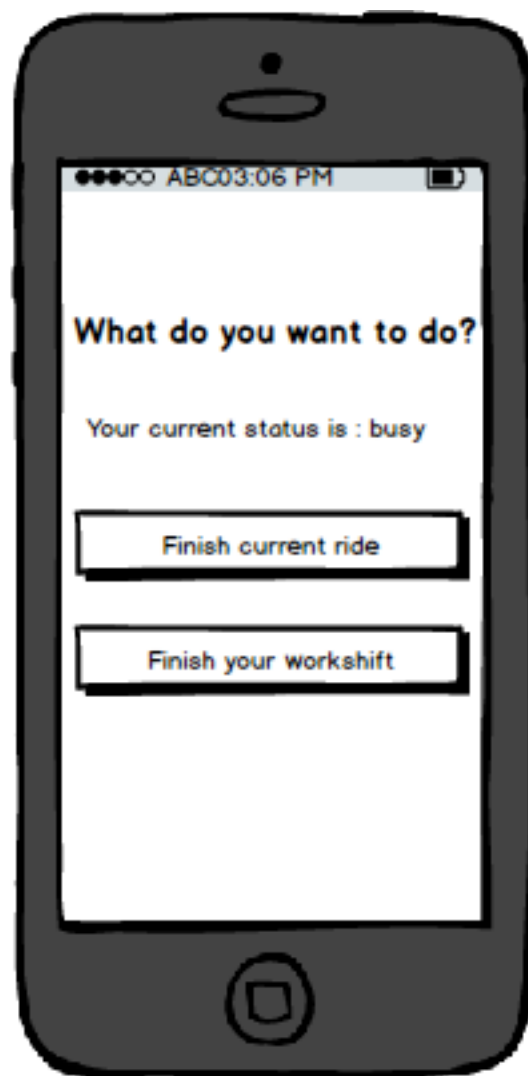 ABC03:06 PM
What do you want to do?
Your current status is : busy
Finish current ride
Finish your workshift